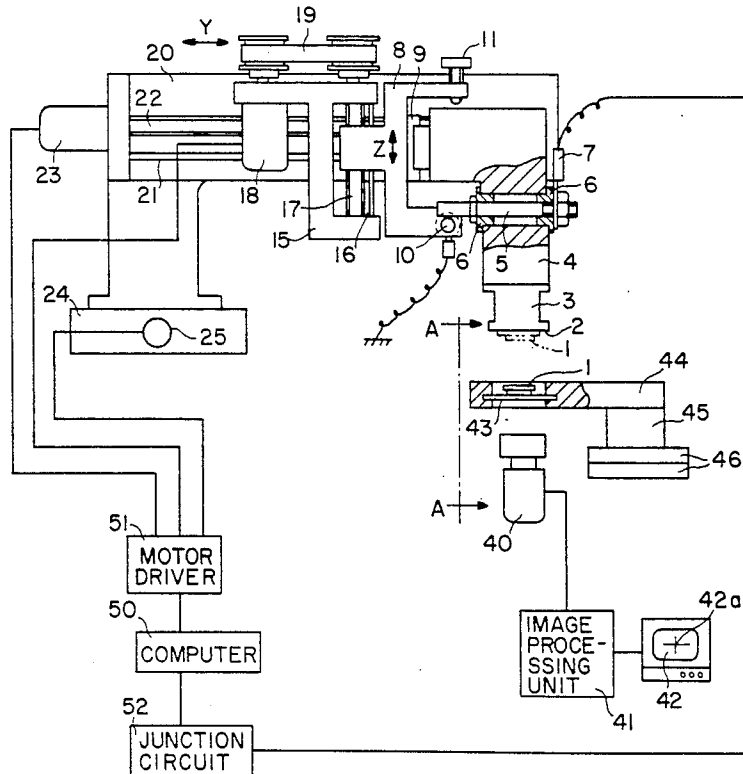 19
Y
20
8
9
11
22
23
Z
7
6
21
18
17
15
16
10
6
5
4
3
24
25
A
2
1
1
44
43
45
46
A
40
51
MOTOR
DRIVER
50
COMPUTER
IMAGE
PROCE-
SSING
UNIT
41
42a
42
52
JUNCTION
CIRCUIT